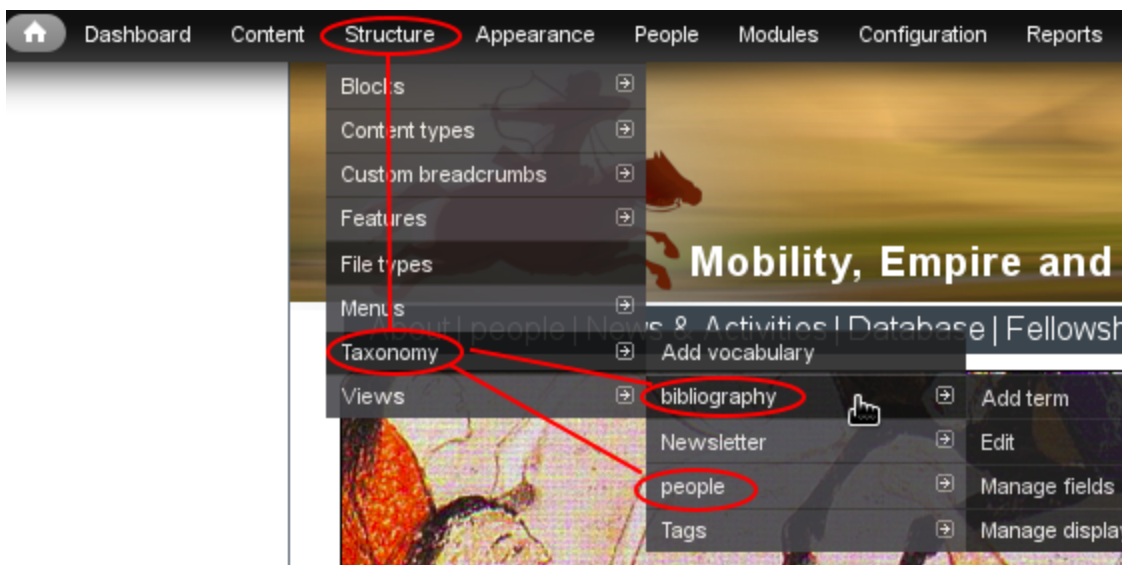 Dashboard Content Structure Appearance People Modules Configuration Reports
Blocks
Content types
Custom breadcrumbs
Features
File types
Mobility, Empire and
Menus
About | people | News & Activities | Database | Fellowsh
Taxonomy
Add vocabulary
Views
bibliography
Add term
Newsletter
Edit
people
Manage fields
Tags
Manage display